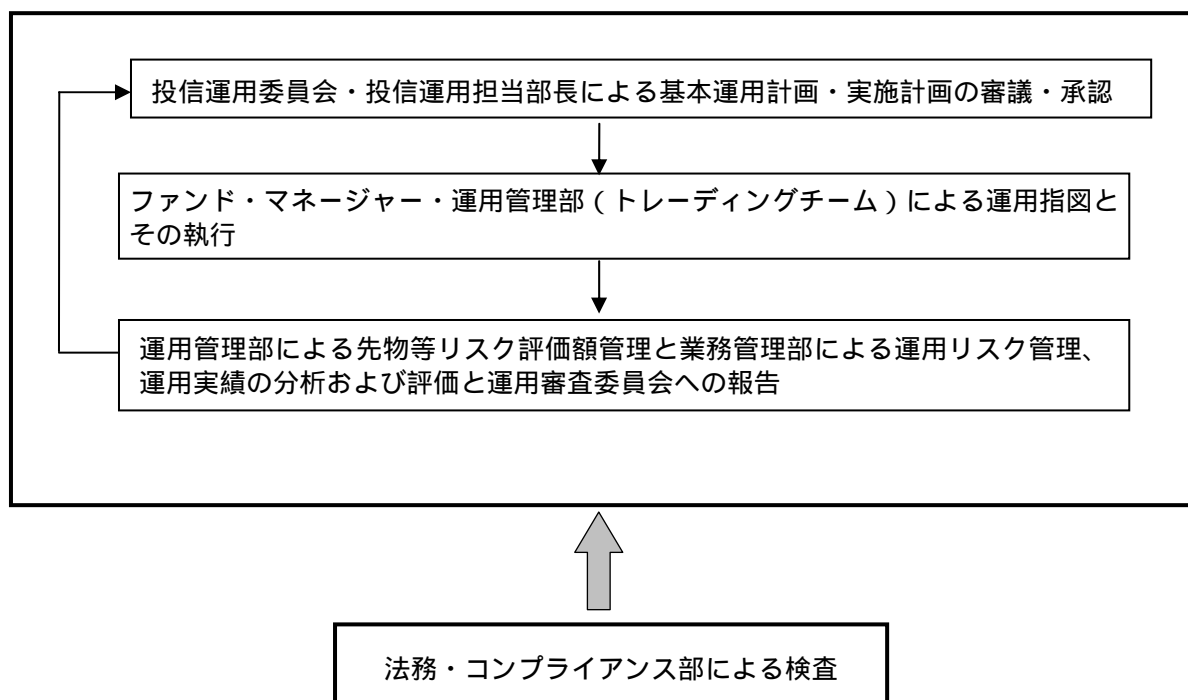 投信運用委員会・投信運用担当部長による基本運用計画・実施計画の審議・承認
ファンド・マネージャー・運用管理部（トレーディングチーム）による運用指図と
その執行
運用管理部による先物等リスク評価額管理と業務管理部による運用リスク管理、
運用実績の分析および評価と運用審査委員会への報告
法務・コンプライアンス部による検査